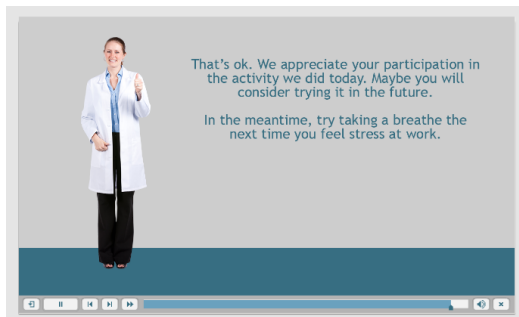 That's ok. We appreciate your participation in
the activity we did today. Maybe you will
consider trying it in the future.
In the meantime, try taking a breathe the
next time you feel stress at work.